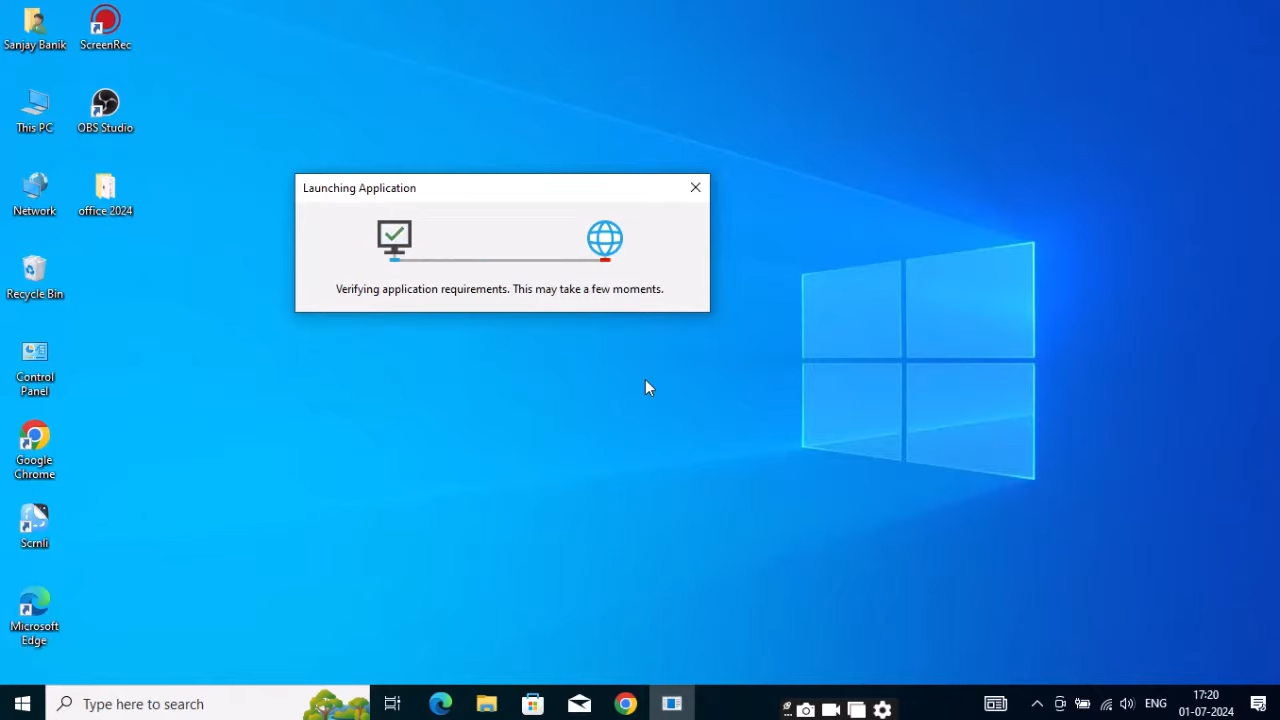 Sanjay Banik
ScreenRec
This PC
OBS Studio
Network
office 2024
Recycle Bin
Control
Panel
Google
Chrome
Scrnli
Microsoft
Edge
Launching Application
Verifying application requirements. This may take a few moments.
Type here to search
ENG
17:20
01-07-2024